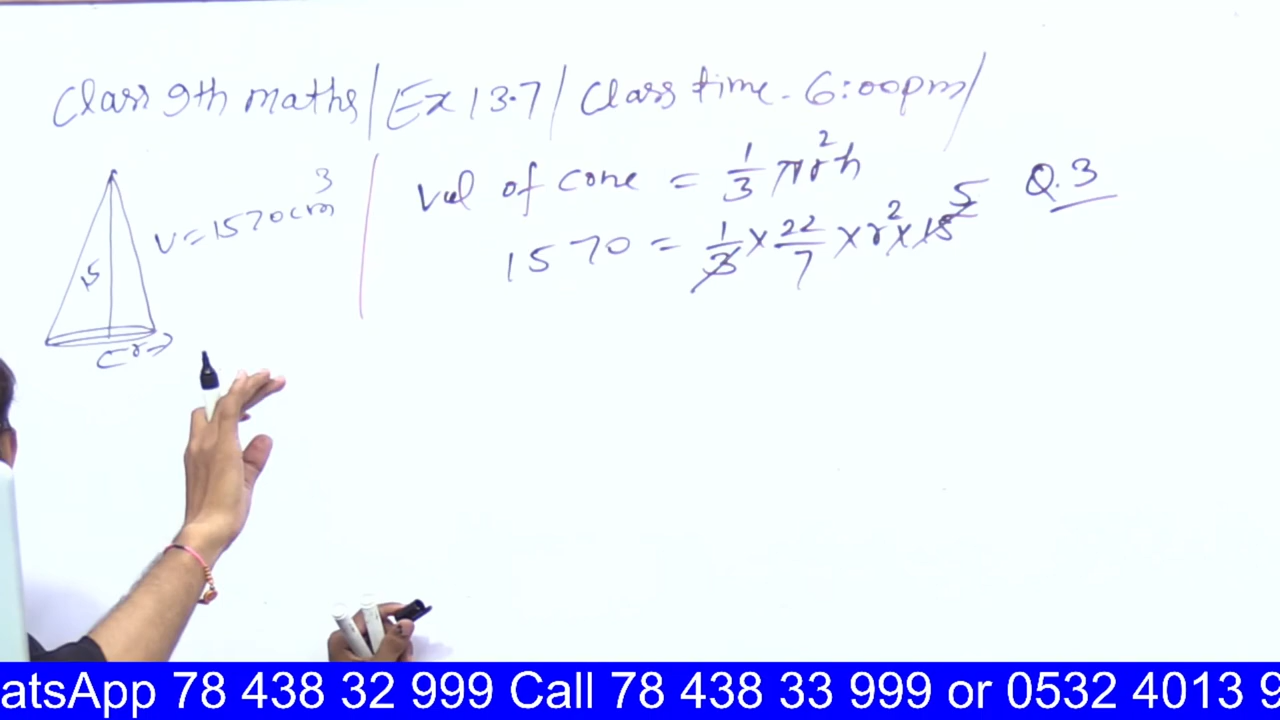 Class 9th maths/Ex 13.7/Class time - 6:00pm/
V = 1570cm³
15
r
Vol of cone = 1/3 πr²h
Q.3
1570 = 1/3 × 22/7 × r² × 15 5
atsApp 78 438 32 999 Call 78 438 33 999 or 0532 4013 9